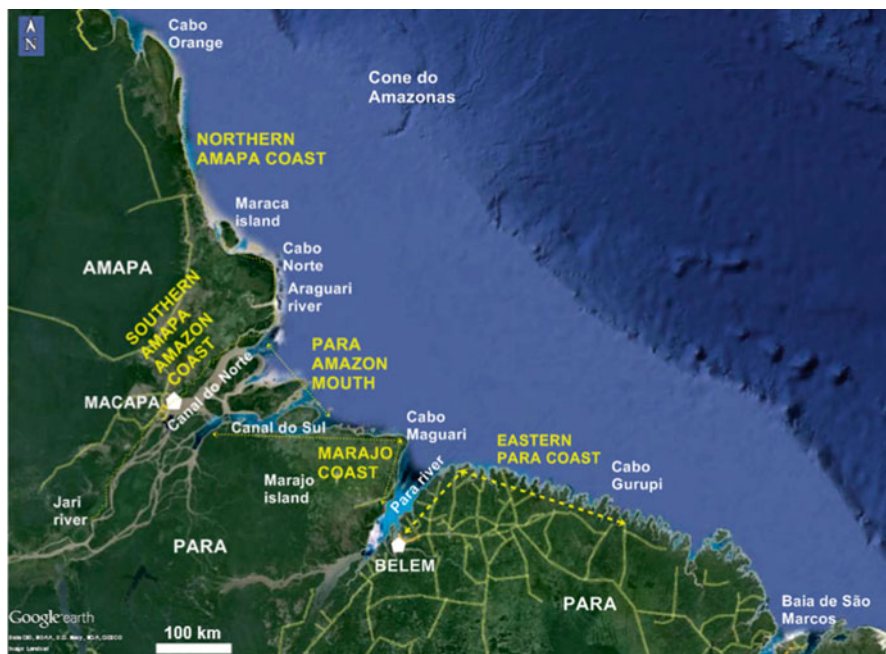 N
Cabo
Orange
Cone do
Amazonas
NORTHERN
AMAPA COAST
Maraca
island
Cabo
Norte
AMAPA
Araguari
river
SOUTHERN
AMAPA
AMAZON
COAST
PARA
AMAZON
MOUTH
Canal do Norte
MACAPA
Canal do Sul
Cabo
Maguari
MARAJO
COAST
EASTERN
PARA COAST
Cabo
Gurupi
Marajo
island
Para river
Jari
river
PARA
BELEM
PARA
Baia de São
Marcos
Google earth
100 km